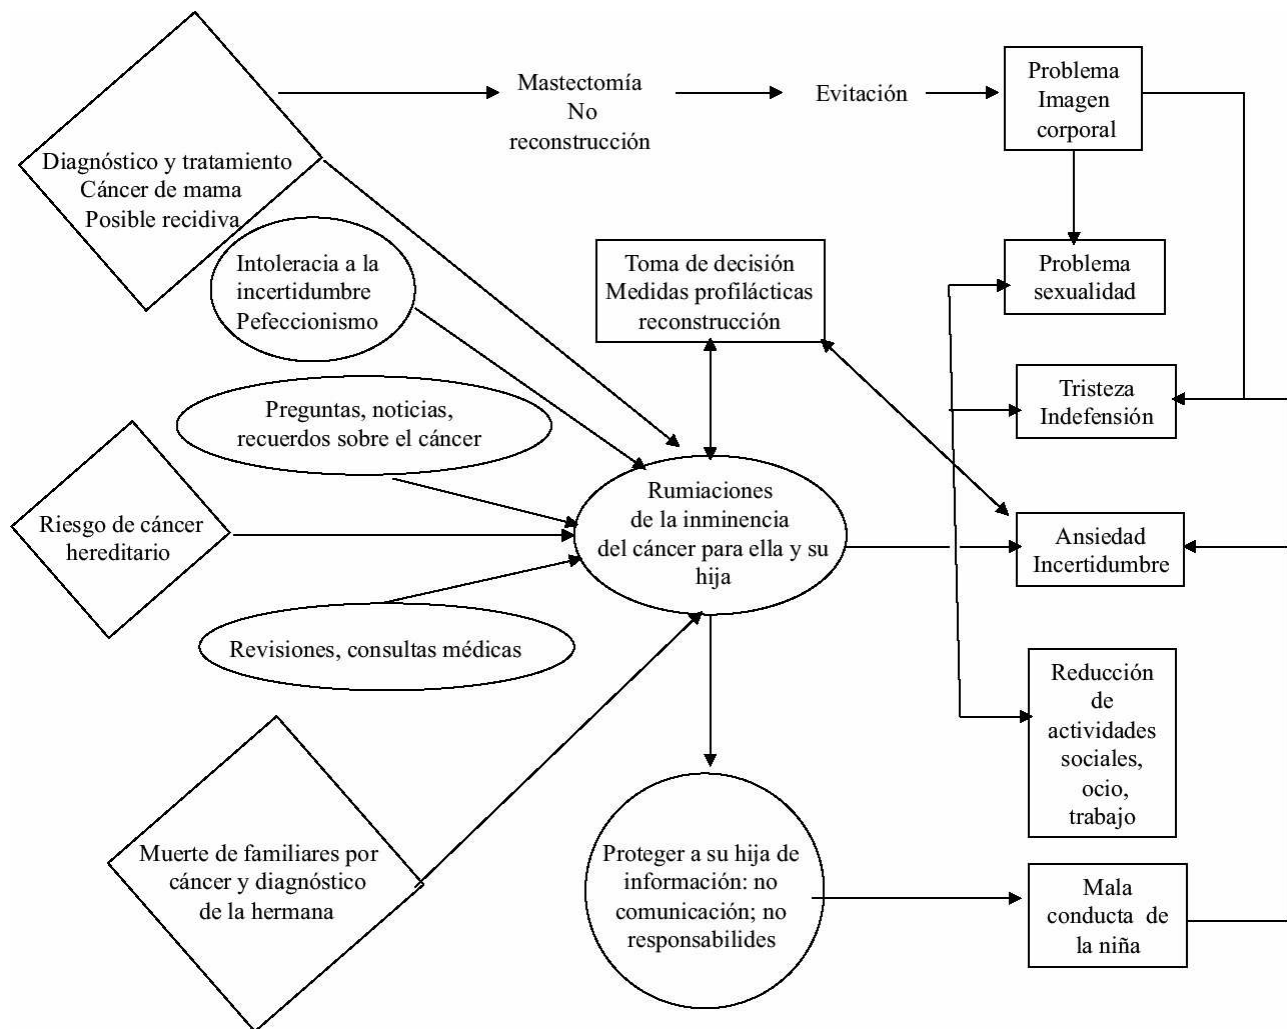 Mastectomía
No
reconstrucción
Evitación
Problema
Imagen
corporal
Diagnóstico y tratamiento
Cáncer de mama
Posible recidiva
Intoleracia a la
incertidumbre
Pefeccionismo
Toma de decisión
Medidas profilácticas
reconstrucción
Problema
sexualidad
Preguntas, noticias,
recuerdos sobre el cáncer
Tristeza
Indefensión
Riesgo de cáncer
hereditario
Rumiaciones
de la inminencia
del cáncer para ella y su
hija
Ansiedad
Incertidumbre
Revisiones, consultas médicas
Reducción
de
actividades
sociales,
ocio,
trabajo
Muerte de familiares por
cáncer y diagnóstico
de la hermana
Proteger a su hija de
información: no
comunicación; no
responsabilides
Mala
conducta de
la niña